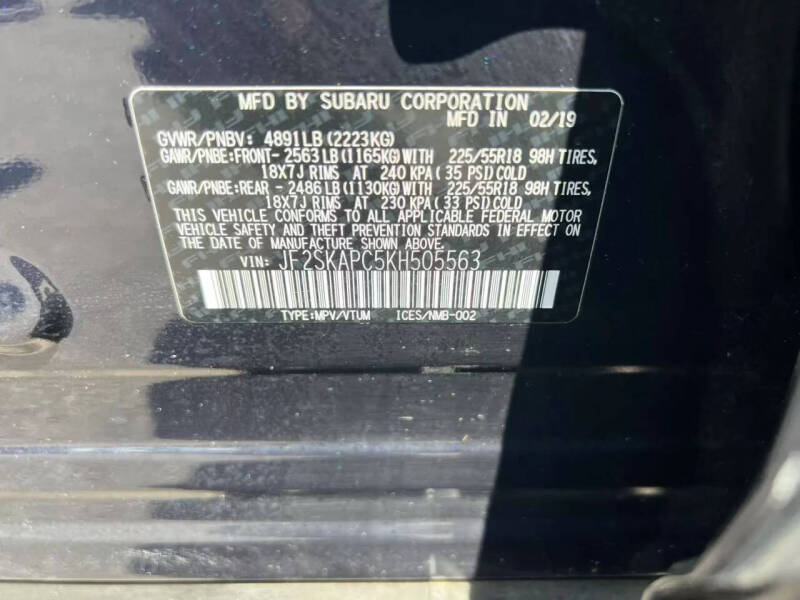 MFD BY SUBARU CORPORATION
MFD IN 02/19
GVWR/PNBV: 4891LB(2223KG)
GAWR/PNBE:FRONT-2563LB(1165KG)WITH 225/55R18 98H TIRES,
18X7J RIMS AT 240 KPA( 35 PSI)COLD
GAWR/PNBE:REAR -2486LB(1130KG)WITH 225/55R18 98H TIRES,
18X7J RIMS AT 230 KPA( 33 PSI)COLD
THIS VEHICLE CONFORMS TO ALL APPLICABLE FEDERAL MOTOR
VEHICLE SAFETY AND THEFT PREVENTION STANDARDS IN EFFECT ON THE
DATE OF MANUFACTURE SHOWN ABOVE.
VIN: JF2SKAPC5KH505563
TYPE:MPV/VTUM ICES/NMB-002